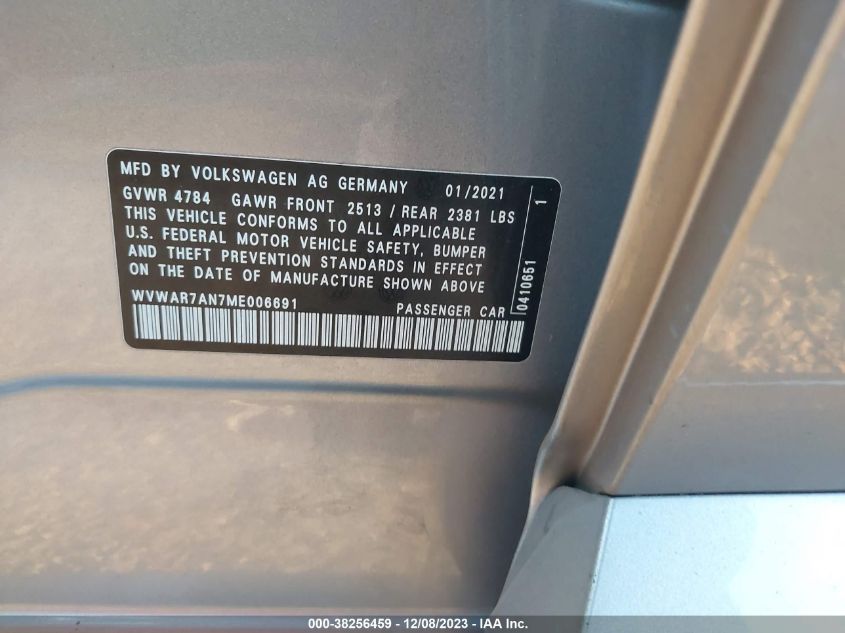 MFD BY VOLKSWAGEN AG GERMANY 01/2021
GVWR 4784 GAWR FRONT 2513 / REAR 2381 LBS
THIS VEHICLE CONFORMS TO ALL APPLICABLE
U.S. FEDERAL MOTOR VEHICLE SAFETY, BUMPER
AND THEFT PREVENTION STANDARDS IN EFFECT
ON THE DATE OF MANUFACTURE SHOWN ABOVE
WVWAR7AN7ME006691 PASSENGER CAR
0410651 1
000-38256459 - 12/08/2023 - IAA Inc.